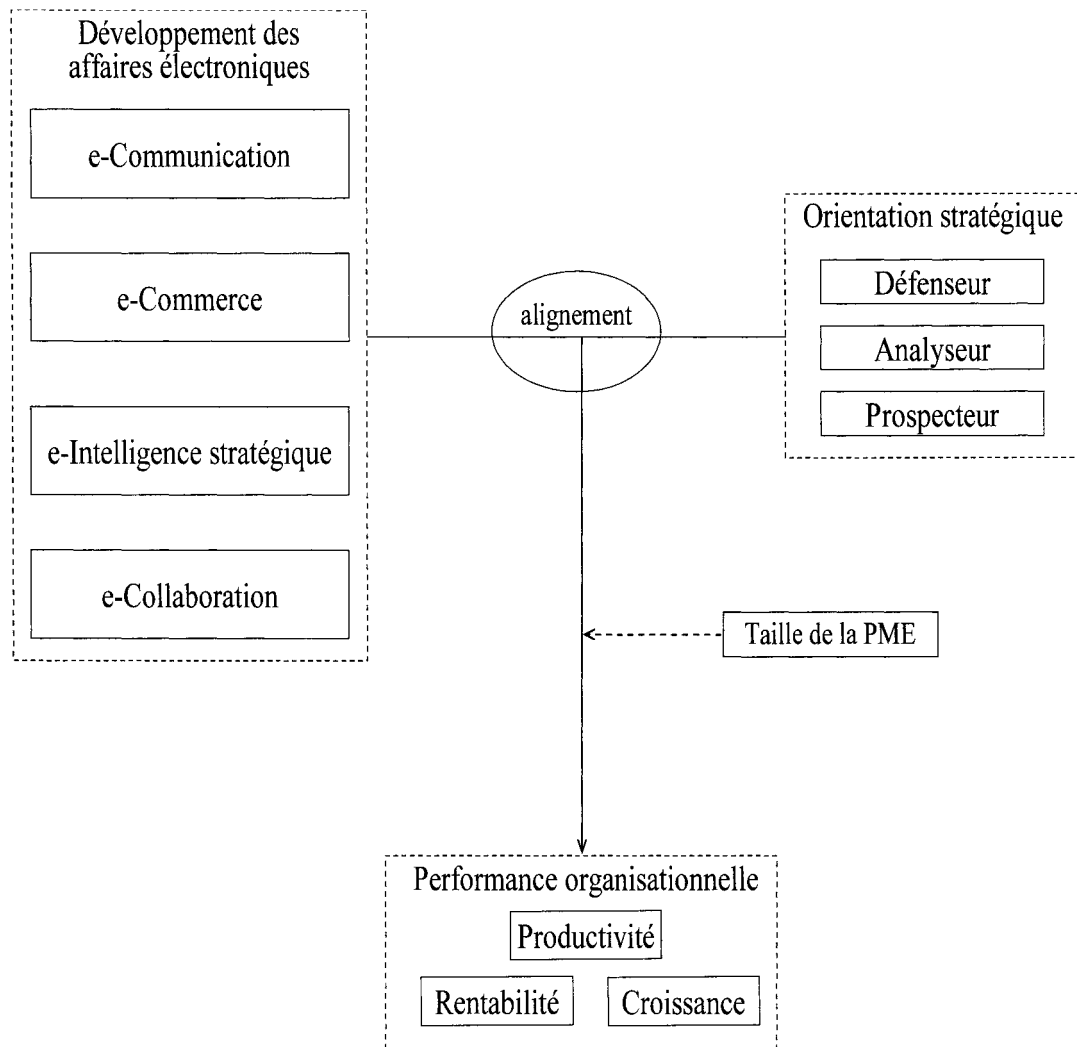 Développement des
affaires électroniques
e-Communication
e-Commerce
e-Intelligence stratégique
e-Collaboration
alignement
Orientation stratégique
Défenseur
Analyseur
Prospecteur
Taille de la PME
Performance organisationnelle
Productivité
Rentabilité
Croissance